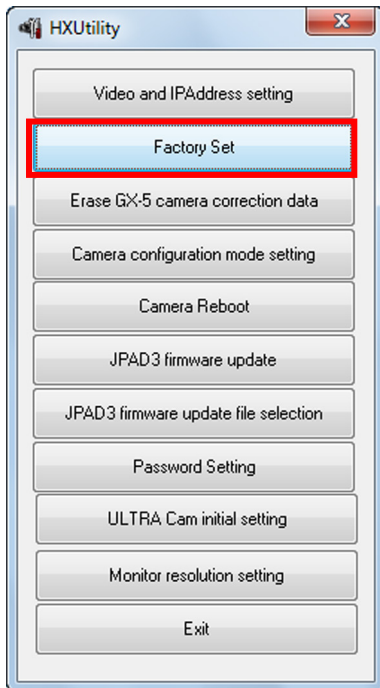 HXUtility
Video and IPAddress setting
Factory Set
Erase GX-5 camera correction data
Camera configuration mode setting
Camera Reboot
JPAD3 firmware update
JPAD3 firmware update file selection
Password Setting
ULTRA Cam initial setting
Monitor resolution setting
Exit